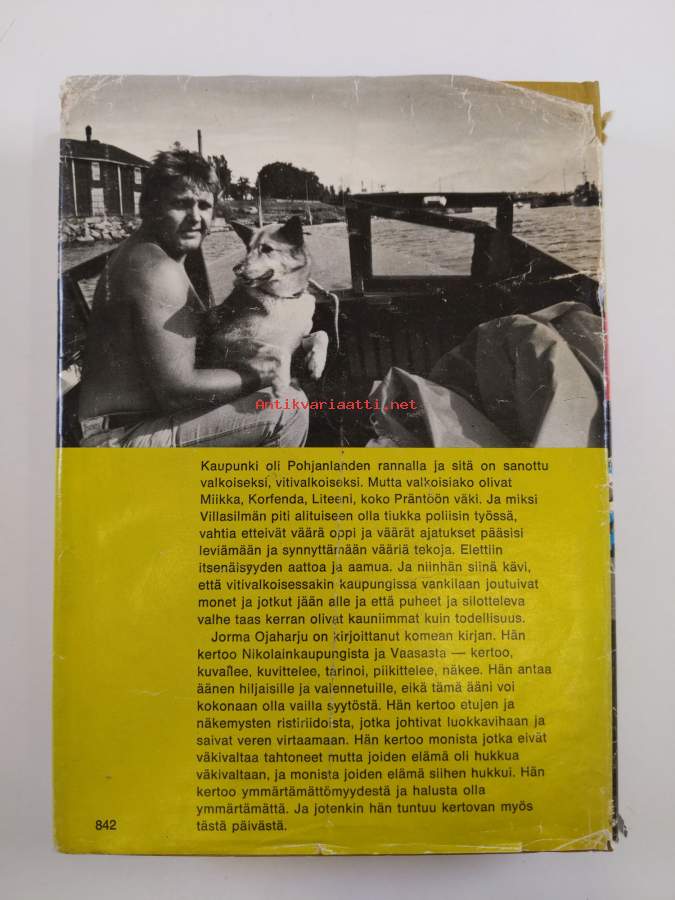 Antikvariaatti.net
Kaupunki oli Pohjanlanden rannalla ja sitä on sanottu
valkoiseksi, vitivalkoiseksi. Mutta valkoisiako olivat
Miikka, Korfenda, Liteeni, koko Präntöön väki. Ja miksi
Villasilmän piti alituiseen olla tiukka poliisin työssä,
vahtia etteivät väärä oppi ja väärät ajatukset pääsisi
leviämään ja synnyttämään vääriä tekoja. Elettiin
itsenäisyyden aattoa ja aamua. Ja niinhän siinä kävi,
että vitivalkoisessakin kaupungissa vankilaan joutuivat
monet ja jotkut jään alle ja että puheet ja silotteleva
valhe taas kerran olivat kauniimmat kuin todellisuus.
Jorma Ojaharju on kirjoittanut komean kirjan. Hän
kertoo Nikolainkaupungista ja Vaasasta — kertoo,
kuvailee, kuvittelee, tarinoi, piikittelee, näkee. Hän antaa
äänen hiljaisille ja vaiennetuille, eikä tämä ääni voi
kokonaan olla vailla syytöstä. Hän kertoo etujen ja
näkemysten ristiriidoista, jotka johtivat luokkavihaan ja
saivat veren virtaamaan. Hän kertoo monista jotka eivät
väkivaltaa tahtoneet mutta joiden elämä oli hukkua
väkivaltaan, ja monista joiden elämä siihen hukkui. Hän
kertoo ymmärtämättömyydestä ja halusta olla
ymmärtämättä. Ja jotenkin hän tuntuu kertovan myös
tästä päivästä.
842